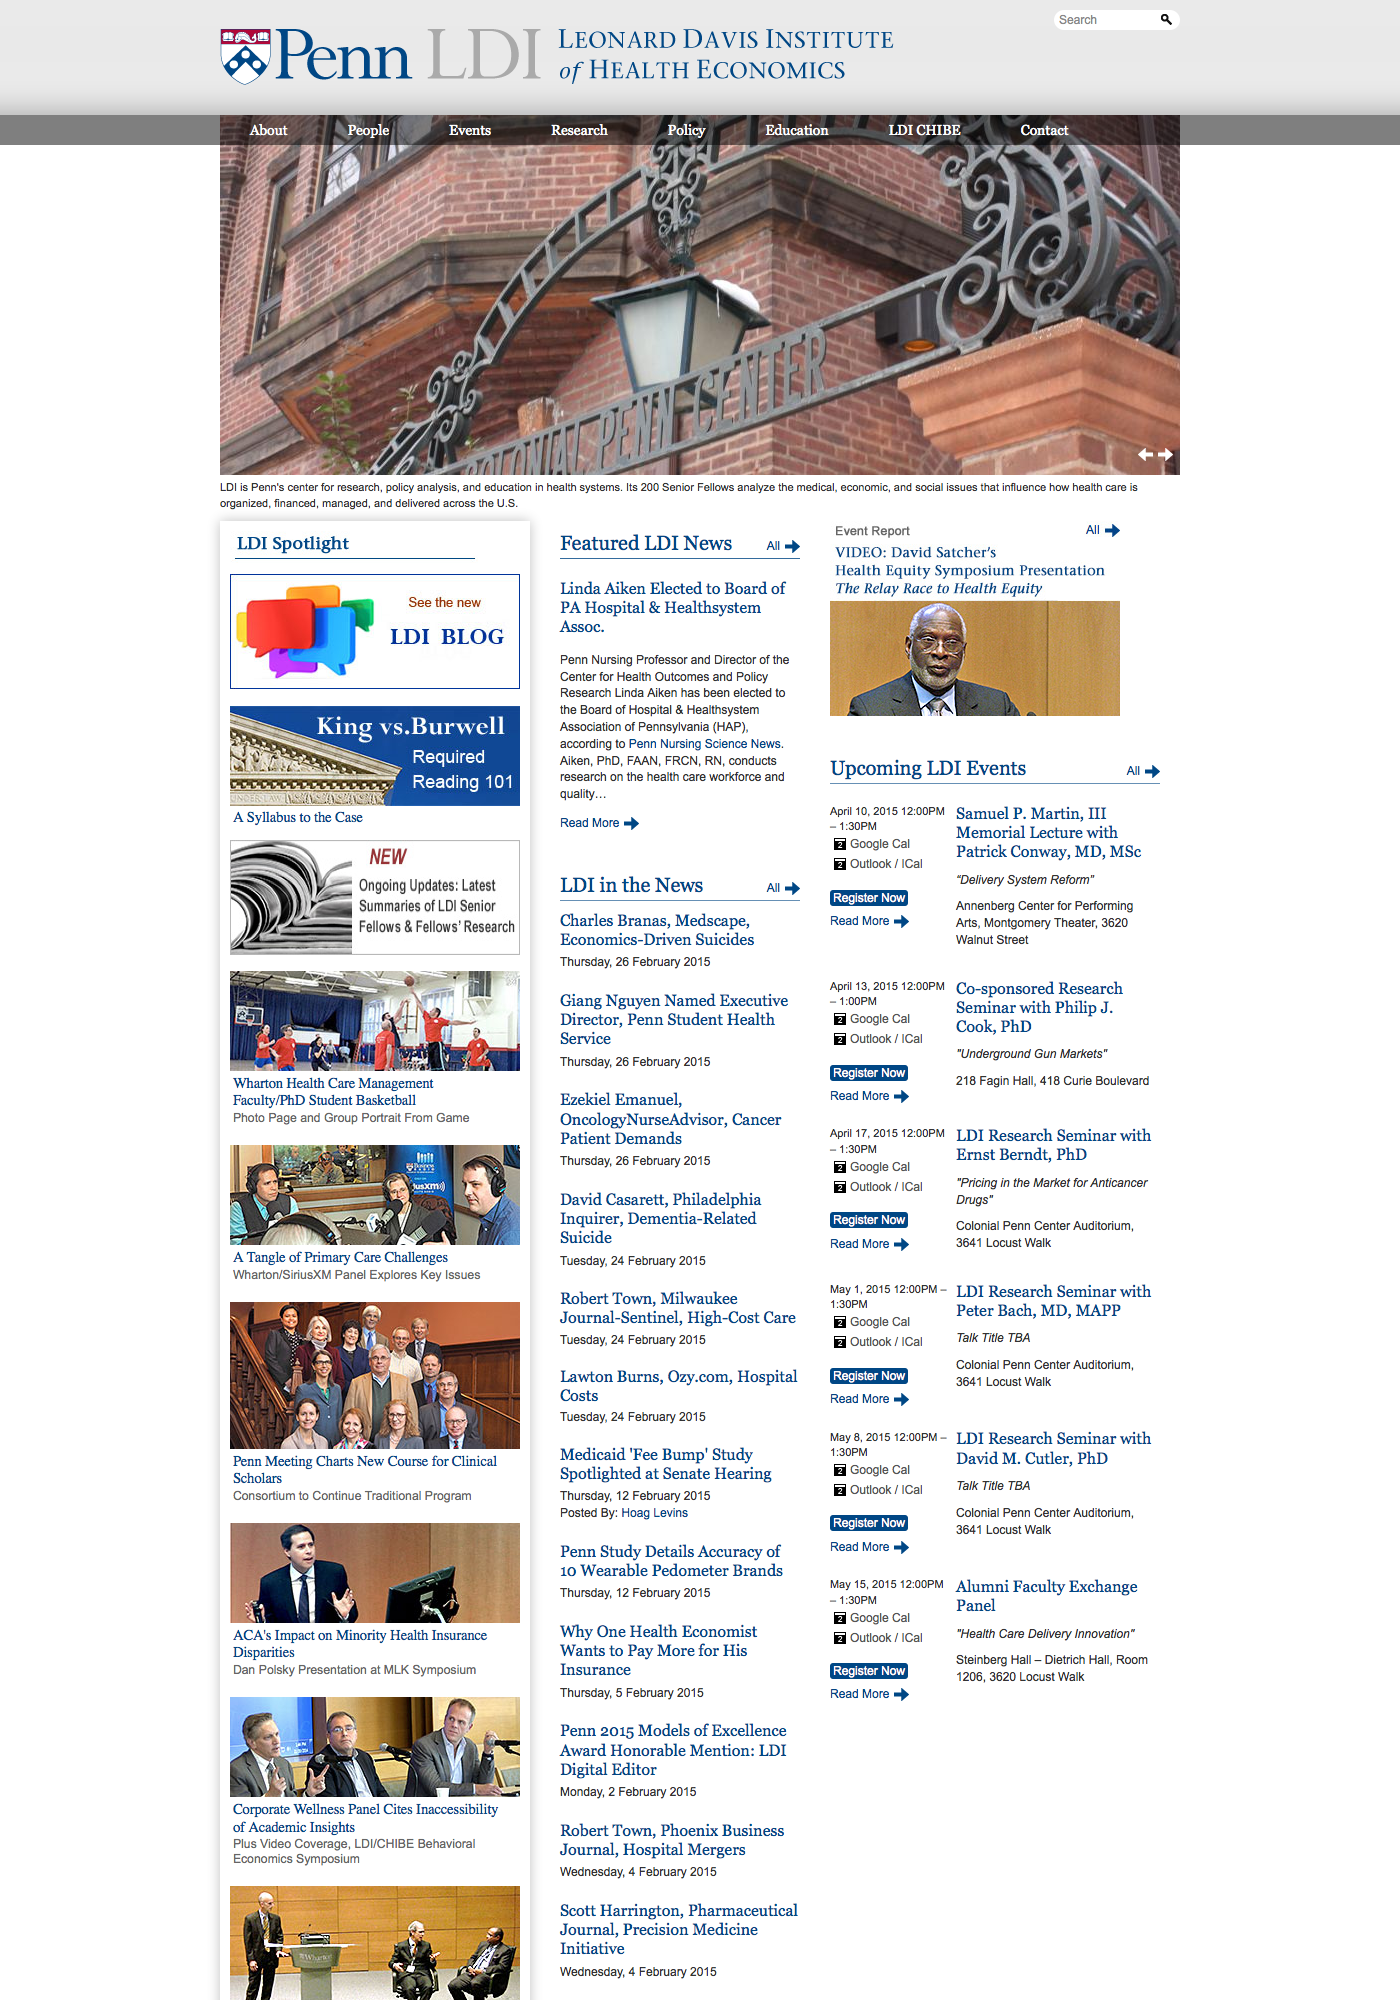 Search
Penn LDI LEONARD DAVIS INSTITUTE
of HEALTH ECONOMICS
About People Events Research Policy Education LDI CHIBE Contact
COLONIAL PENN CENTER
LDI is Penn's center for research, policy analysis, and education in health systems. Its 200 Senior Fellows analyze the medical, economic, and social issues that influence how health care is
organized, financed, managed, and delivered across the U.S.
LDI Spotlight
See the new
LDI BLOG
King vs.Burwell
Required
Reading 101
A Syllabus to the Case
NEW
Ongoing Updates: Latest
Summaries of LDI Senior
Fellows & Fellows' Research
Wharton Health Care Management
Faculty/PhD Student Basketball
Photo Page and Group Portrait From Game
A Tangle of Primary Care Challenges
Wharton/SiriusXM Panel Explores Key Issues
Penn Meeting Charts New Course for Clinical
Scholars
Consortium to Continue Traditional Program
ACA's Impact on Minority Health Insurance
Disparities
Dan Polsky Presentation at MLK Symposium
Corporate Wellness Panel Cites Inaccessibility
of Academic Insights
Plus Video Coverage, LDI/CHIBE Behavioral
Economics Symposium
Wharton
Featured LDI News All
Linda Aiken Elected to Board of
PA Hospital & Healthsystem
Assoc.
Penn Nursing Professor and Director of the
Center for Health Outcomes and Policy
Research Linda Aiken has been elected to
the Board of Hospital & Healthsystem
Association of Pennsylvania (HAP),
according to Penn Nursing Science News.
Aiken, PhD, FAAN, FRCN, RN, conducts
research on the health care workforce and
quality…
Read More
LDI in the News All
Charles Branas, Medscape,
Economics-Driven Suicides
Thursday, 26 February 2015
Giang Nguyen Named Executive
Director, Penn Student Health
Service
Thursday, 26 February 2015
Ezekiel Emanuel,
OncologyNurseAdvisor, Cancer
Patient Demands
Thursday, 26 February 2015
David Casarett, Philadelphia
Inquirer, Dementia-Related
Suicide
Tuesday, 24 February 2015
Robert Town, Milwaukee
Journal-Sentinel, High-Cost Care
Tuesday, 24 February 2015
Lawton Burns, Ozy.com, Hospital
Costs
Tuesday, 24 February 2015
Medicaid 'Fee Bump' Study
Spotlighted at Senate Hearing
Thursday, 12 February 2015
Posted By: Hoag Levins
Penn Study Details Accuracy of
10 Wearable Pedometer Brands
Thursday, 12 February 2015
Why One Health Economist
Wants to Pay More for His
Insurance
Thursday, 5 February 2015
Penn 2015 Models of Excellence
Award Honorable Mention: LDI
Digital Editor
Monday, 2 February 2015
Robert Town, Phoenix Business
Journal, Hospital Mergers
Wednesday, 4 February 2015
Scott Harrington, Pharmaceutical
Journal, Precision Medicine
Initiative
Wednesday, 4 February 2015
Event Report All
VIDEO: David Satcher's
Health Equity Symposium Presentation
The Relay Race to Health Equity
Upcoming LDI Events All
April 10, 2015 12:00PM
– 1:30PM
Google Cal
Outlook / ICal
Register Now
Read More
Samuel P. Martin, III
Memorial Lecture with
Patrick Conway, MD, MSc
"Delivery System Reform"
Annenberg Center for Performing
Arts, Montgomery Theater, 3620
Walnut Street
April 13, 2015 12:00PM
– 1:00PM
Google Cal
Outlook / ICal
Register Now
Read More
Co-sponsored Research
Seminar with Philip J.
Cook, PhD
"Underground Gun Markets"
218 Fagin Hall, 418 Curie Boulevard
April 17, 2015 12:00PM
– 1:30PM
Google Cal
Outlook / ICal
Register Now
Read More
LDI Research Seminar with
Ernst Berndt, PhD
"Pricing in the Market for Anticancer
Drugs"
Colonial Penn Center Auditorium,
3641 Locust Walk
May 1, 2015 12:00PM –
1:30PM
Google Cal
Outlook / ICal
Register Now
Read More
LDI Research Seminar with
Peter Bach, MD, MAPP
Talk Title TBA
Colonial Penn Center Auditorium,
3641 Locust Walk
May 8, 2015 12:00PM –
1:30PM
Google Cal
Outlook / ICal
Register Now
Read More
LDI Research Seminar with
David M. Cutler, PhD
Talk Title TBA
Colonial Penn Center Auditorium,
3641 Locust Walk
May 15, 2015 12:00PM
– 1:30PM
Google Cal
Outlook / ICal
Register Now
Read More
Alumni Faculty Exchange
Panel
"Health Care Delivery Innovation"
Steinberg Hall – Dietrich Hall, Room
1206, 3620 Locust Walk